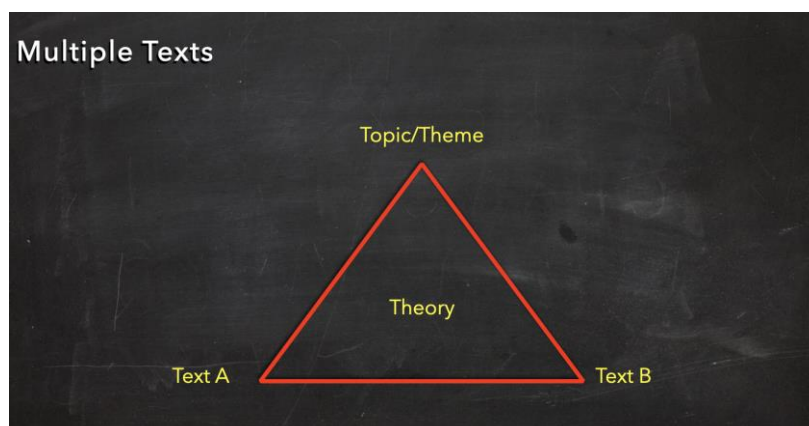 Multiple Texts
Topic/Theme
Theory
Text A
Text B